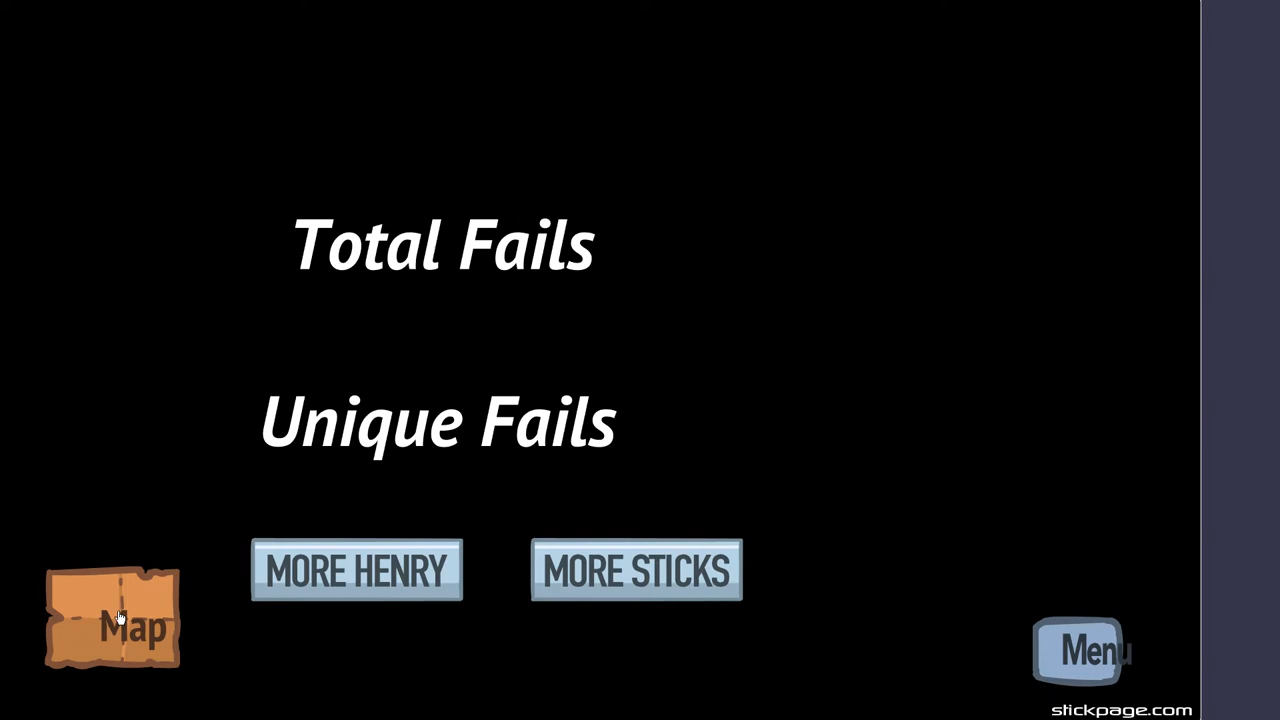 Total Fails
Unique Fails
MORE HENRY
MORE STICKS
Map
Menu
stickpage.com